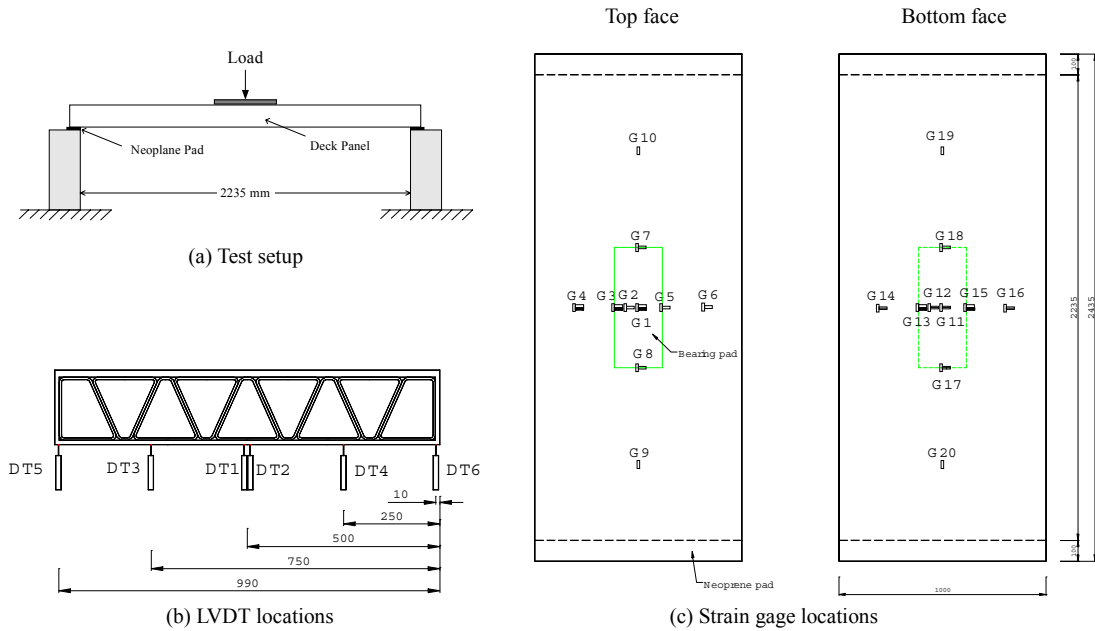 Load
Neoplane Pad
Deck Panel
2235 mm
(a) Test setup
DT5
DT3
DT1
DT2
DT4
DT6
10
250
500
750
990
(b) LVDT locations
Top face
Bottom face
G10
G7
G4
G3
G2
G5
G6
G1
Bearing pad
G8
G9
Neoprene pad
G19
G18
G14
G12
G15
G16
G13
G11
G17
G20
100
2235
2435
100
1000
(c) Strain gage locations